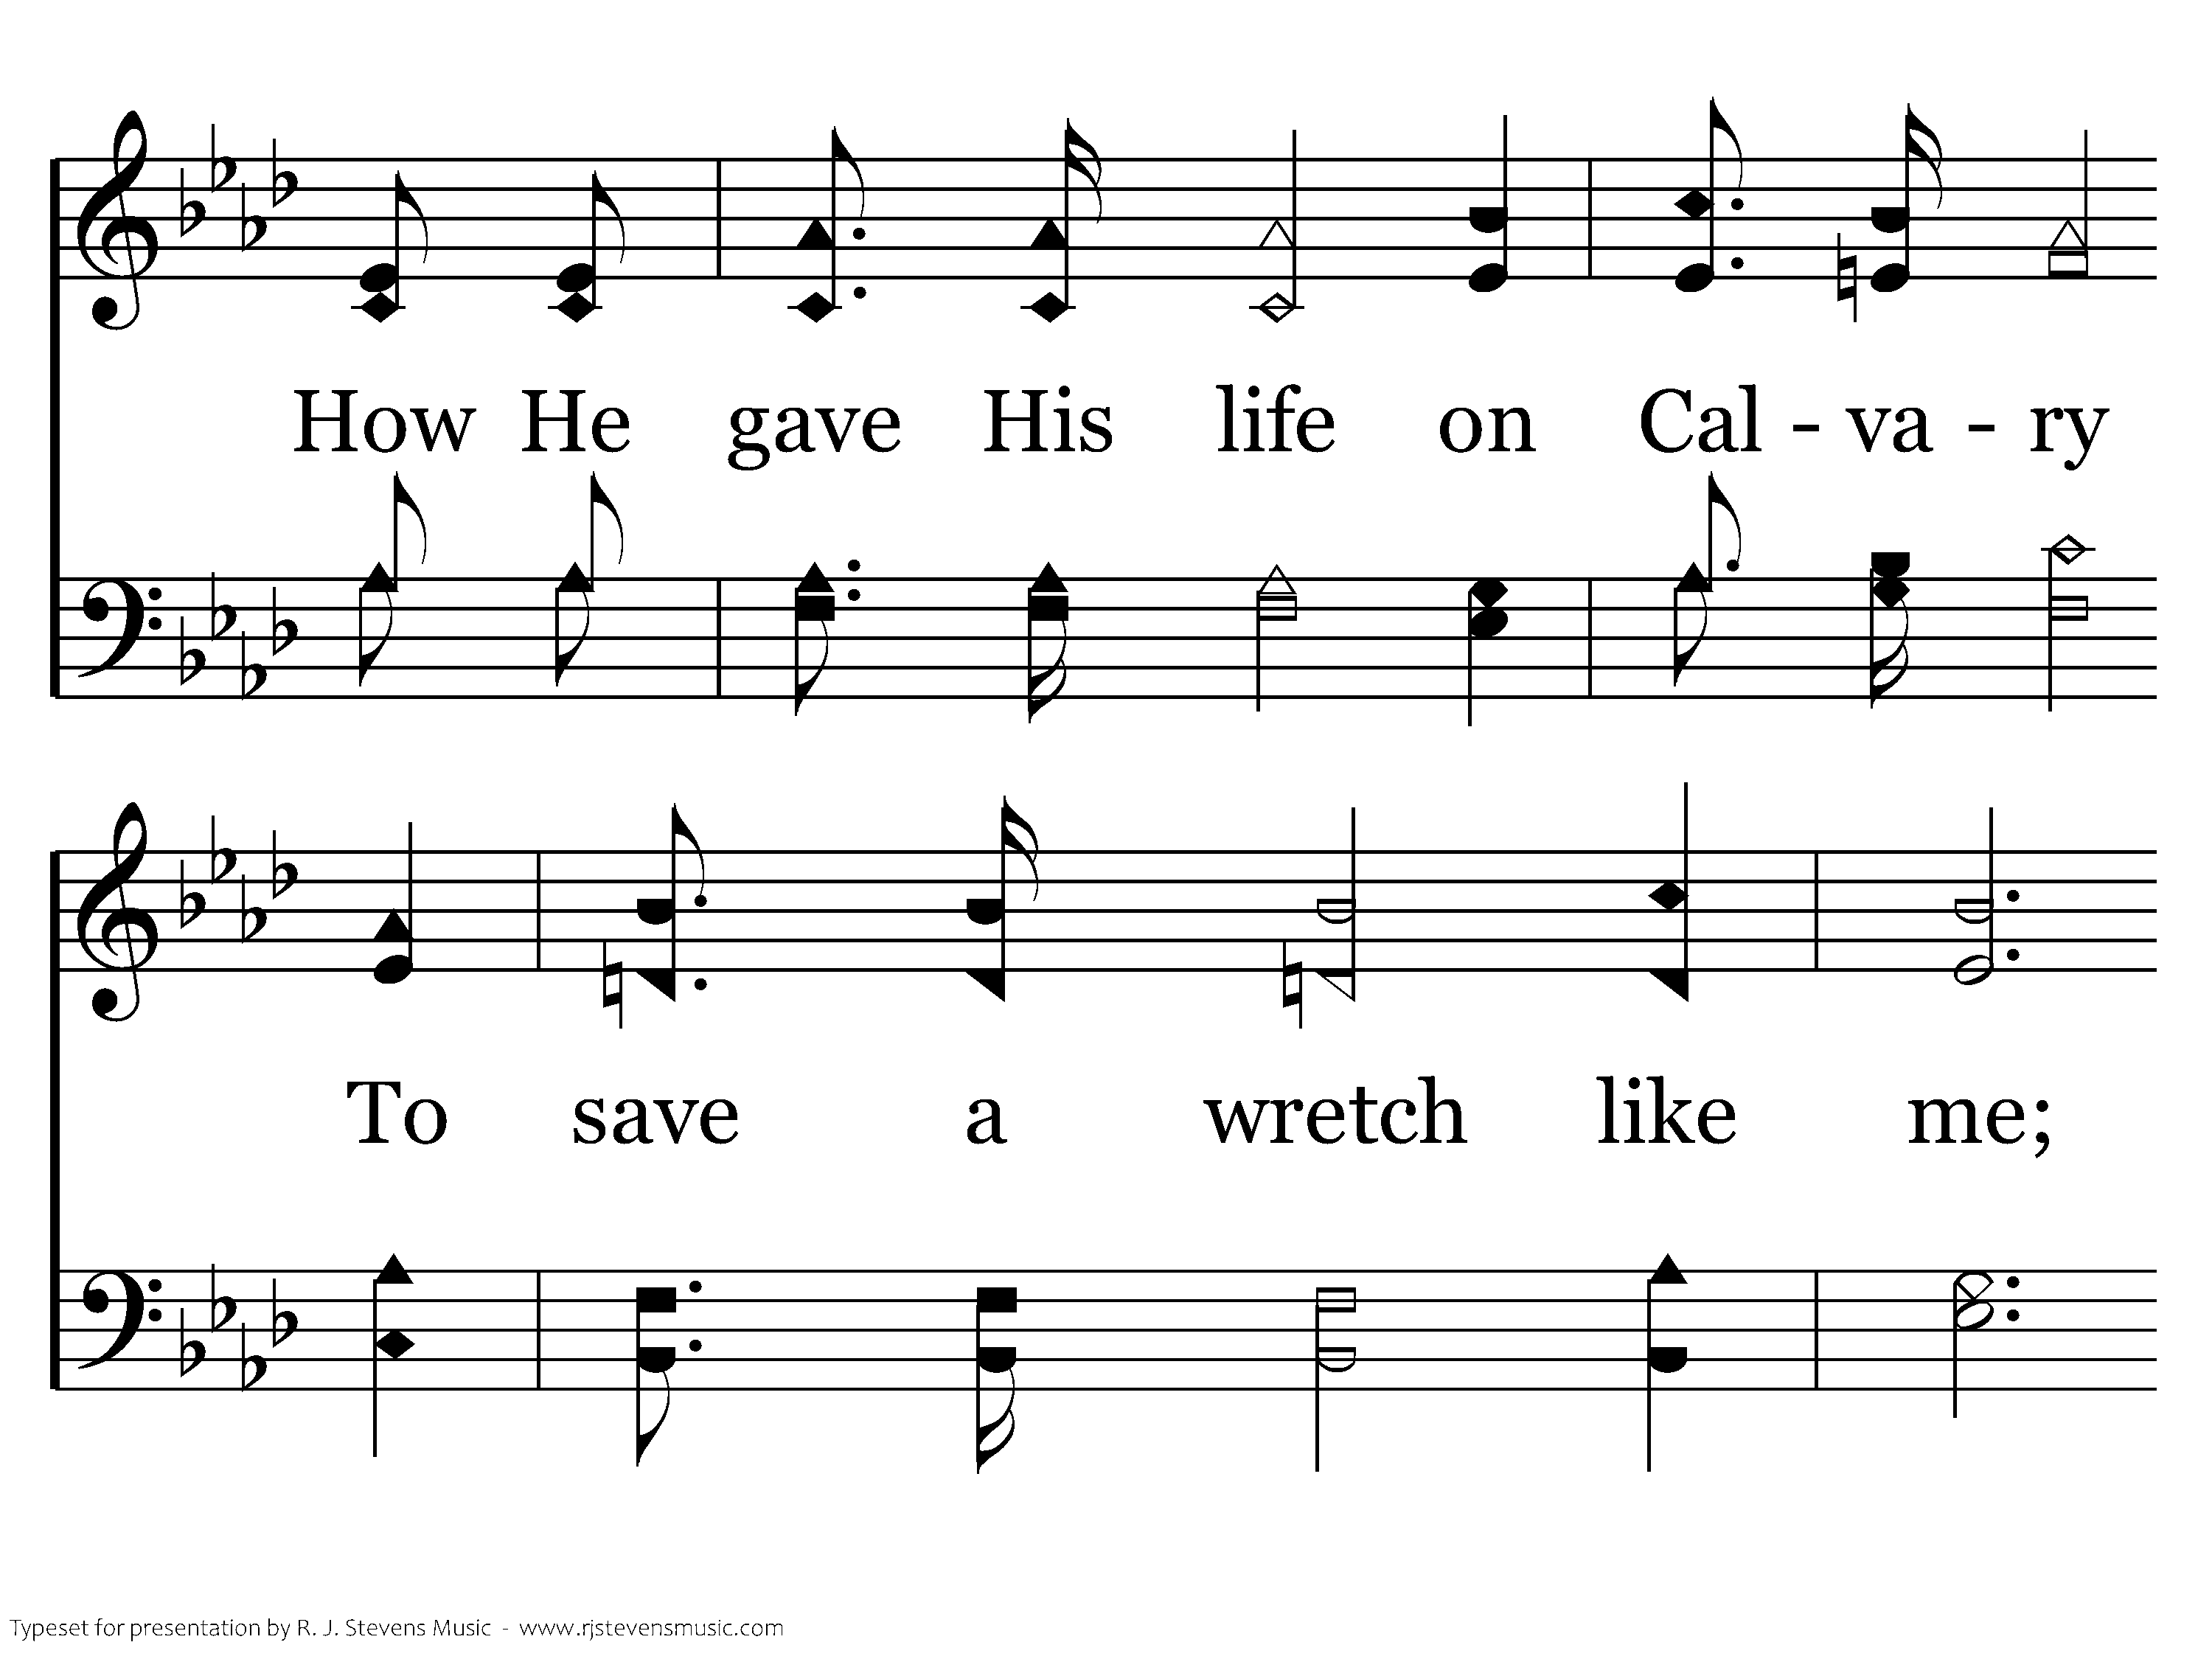 How He gave His life on Cal - va - ry
To save a wretch like me;
Typeset for presentation by R. J. Stevens Music - www.rjstevensmusic.com